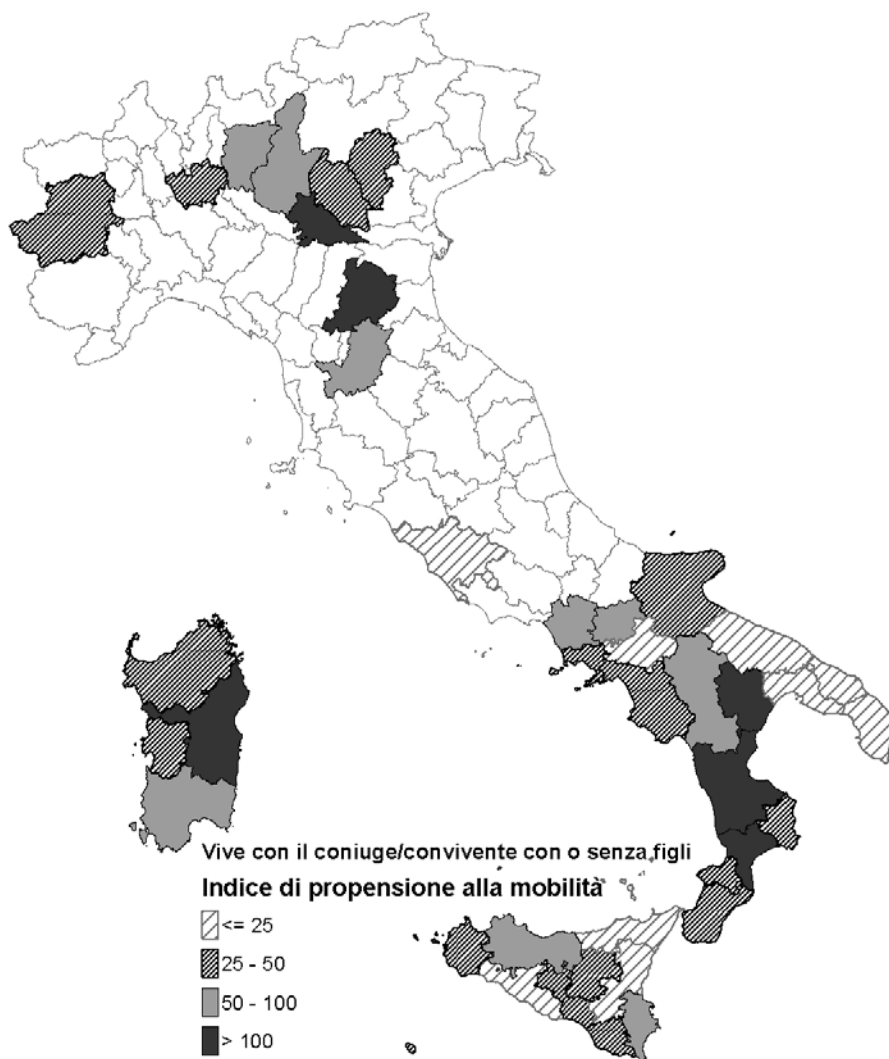 Vive con il coniuge/convivente con o senza figli
Indice di propensione alla mobilità
<= 25
25 - 50
50 - 100
> 100